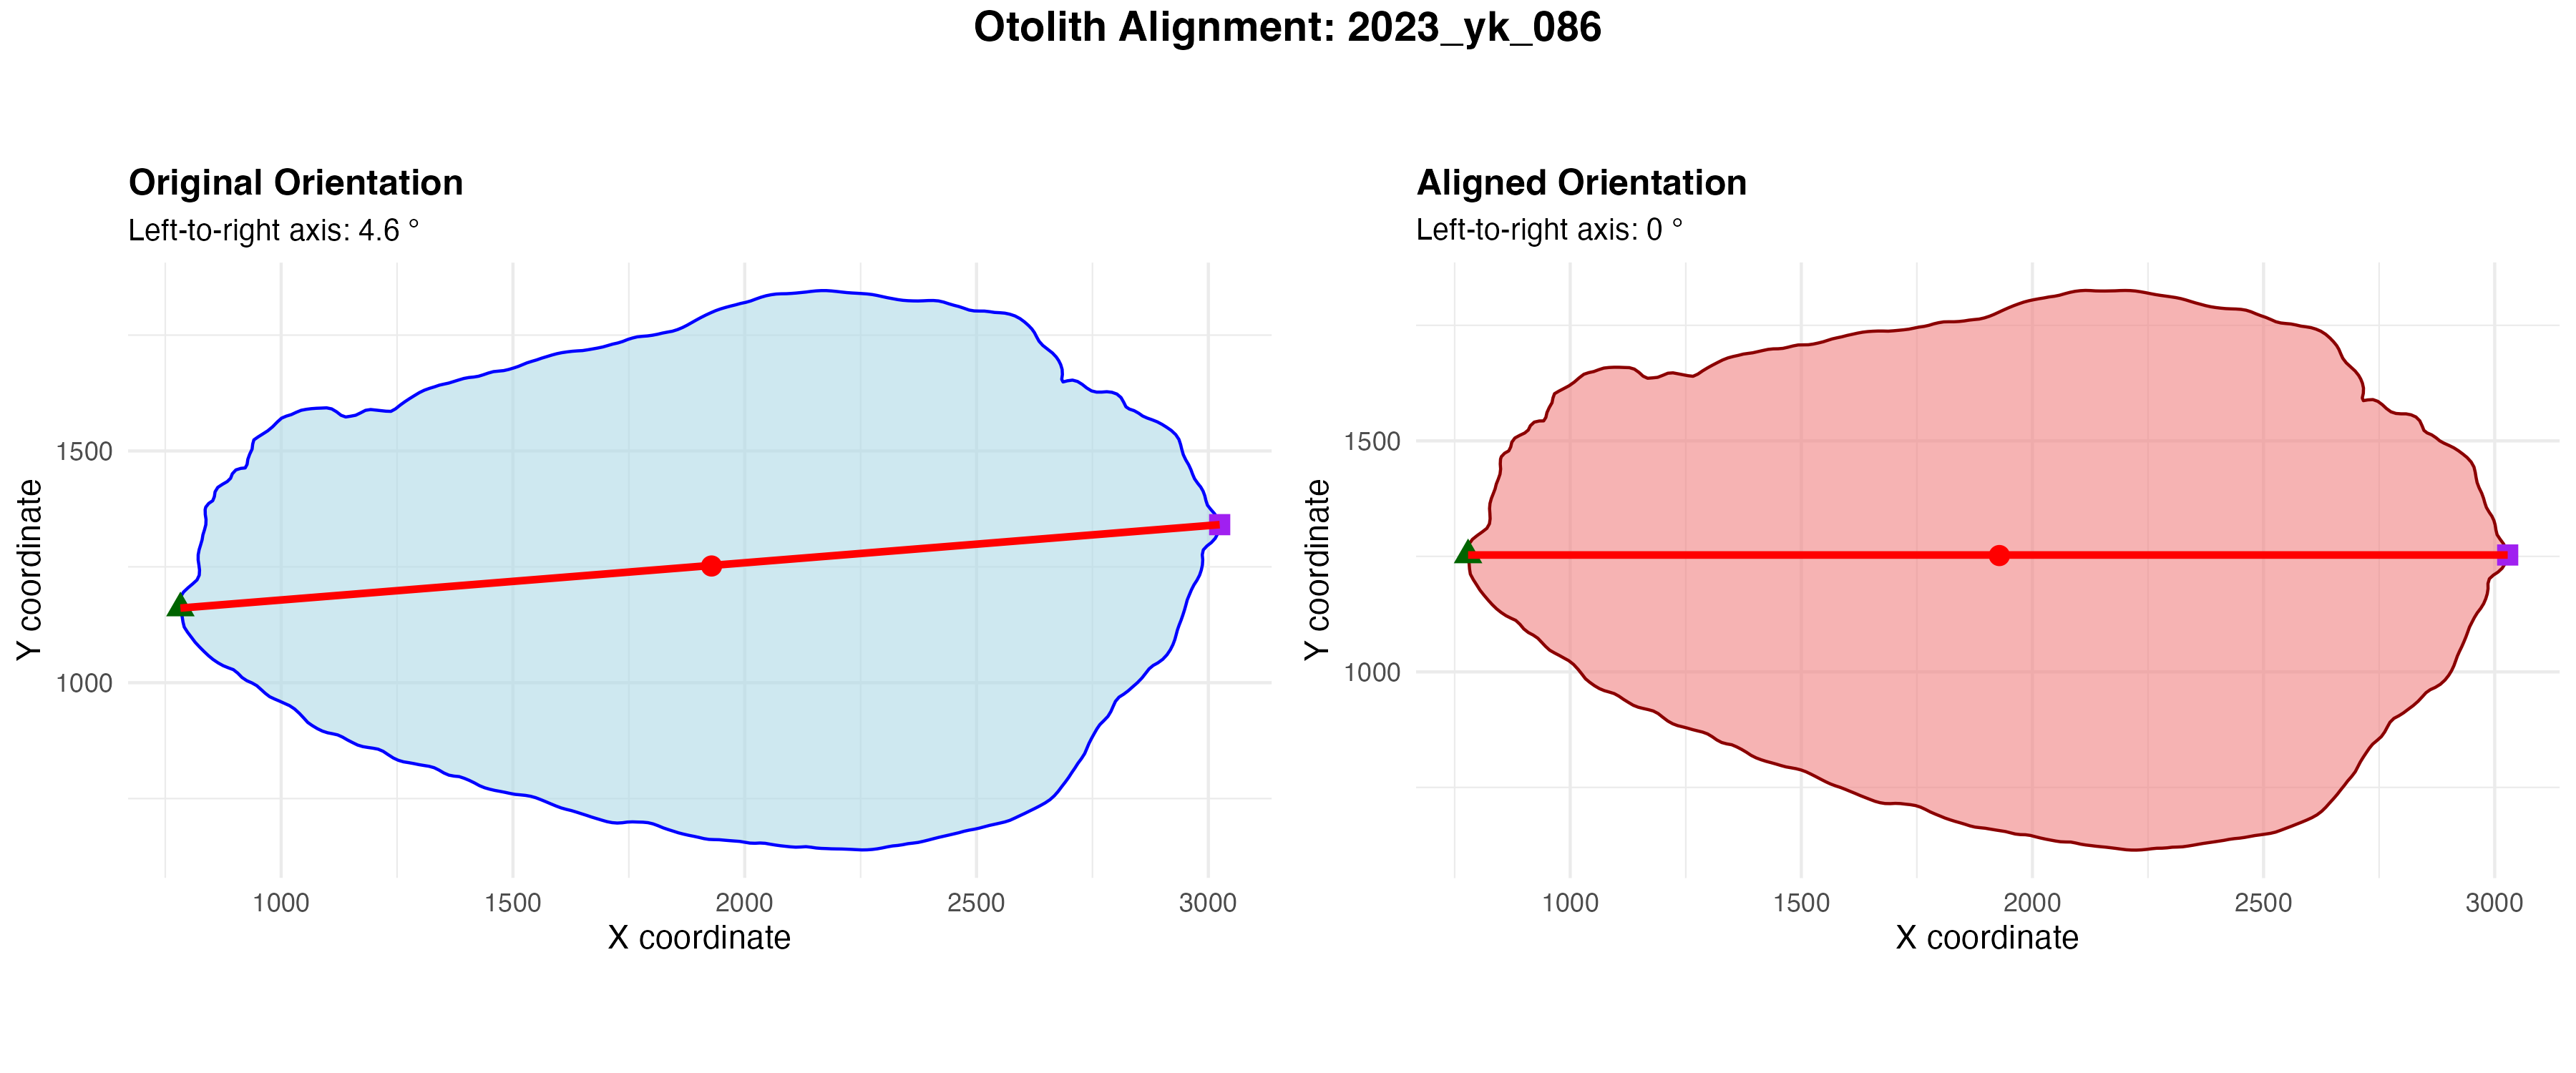 Otolith Alignment: 2023_yk_086
Original Orientation
Left-to-right axis: 4.6 °
Y coordinate
1500
1000
1000 1500 2000 2500 3000
X coordinate
Aligned Orientation
Left-to-right axis: 0 °
Y coordinate
1500
1000
1000 1500 2000 2500 3000
X coordinate